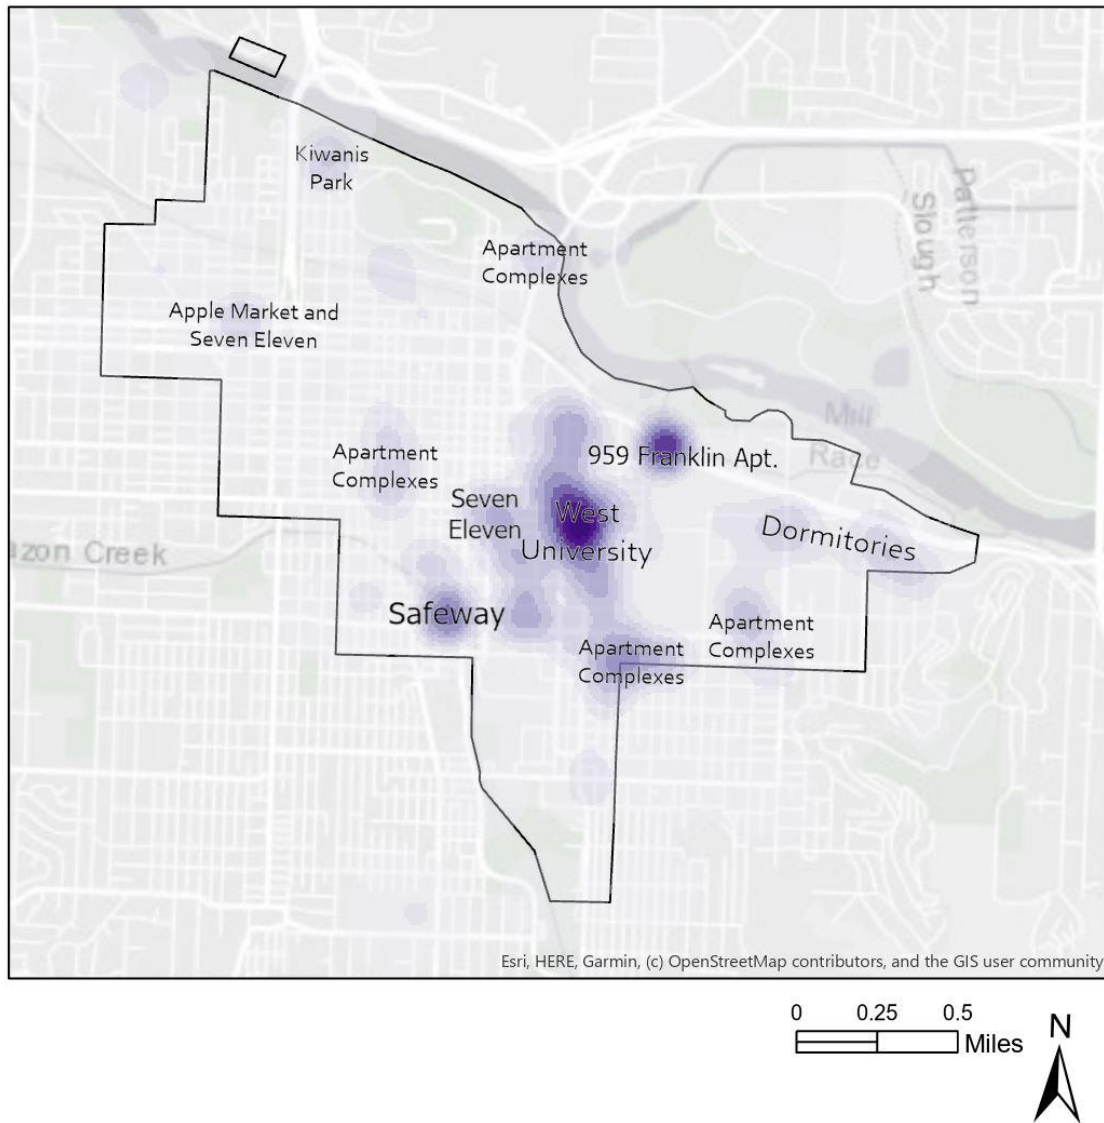 Kiwanis
Park
Patterson
Slough
Apartment
Complexes
Apple Market and
Seven Eleven
Mill
Race
959 Franklin Apt.
Apartment
Complexes
Seven
Eleven
West
University
Dormitories
azon Creek
Safeway
Apartment
Complexes
Apartment
Complexes
Esri, HERE, Garmin, (c) OpenStreetMap contributors, and the GIS user community
0 0.25 0.5
Miles
N